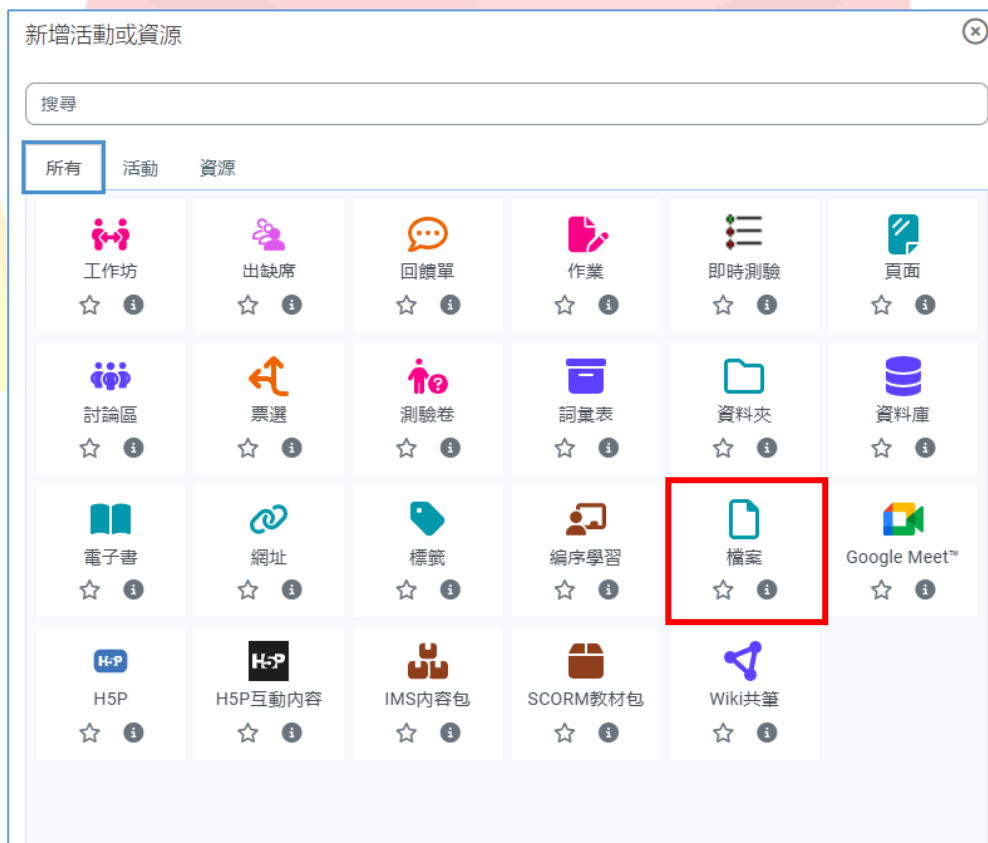 新增活動或資源
搜尋
所有 活動 資源
工作坊 出缺席 回饋單 作業 即時測驗 頁面
討論區 票選 測驗卷 詞彙表 資料夾 資料庫
電子書 網址 標籤 編序學習 檔案 Google Meet™
H5P H5P互動內容 IMS內容包 SCORM教材包 Wiki共筆